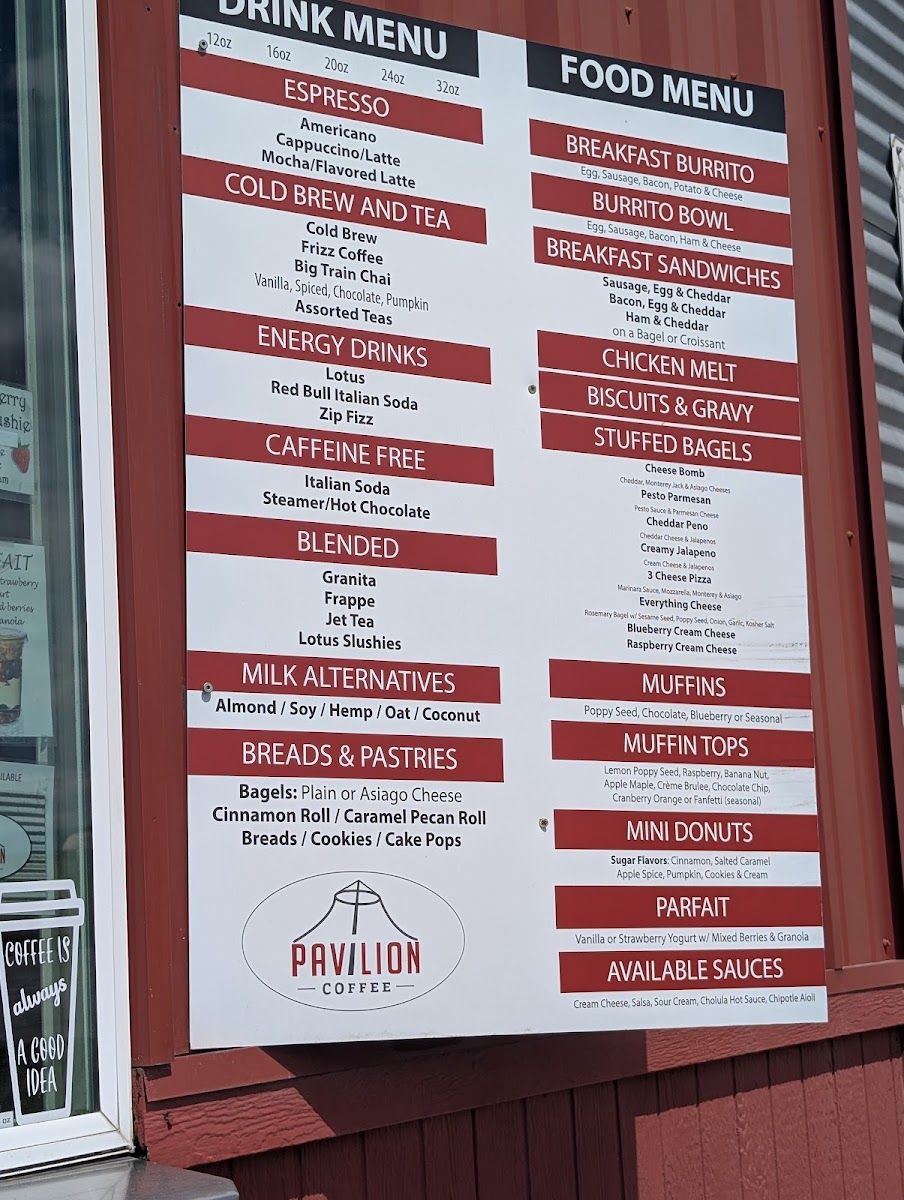 DRINK MENU
12oz 16oz 20oz 24oz 32oz
ESPRESSO
Americano
Cappuccino/Latte
Mocha/Flavored Latte
COLD BREW AND TEA
Cold Brew
Frizz Coffee
Big Train Chai
Vanilla, Spiced, Chocolate, Pumpkin
Assorted Teas
ENERGY DRINKS
Lotus
Red Bull Italian Soda
Zip Fizz
CAFFEINE FREE
Italian Soda
Steamer/Hot Chocolate
BLENDED
Granita
Frappe
Jet Tea
Lotus Slushies
MILK ALTERNATIVES
Almond / Soy / Hemp / Oat / Coconut
BREADS & PASTRIES
Bagels: Plain or Asiago Cheese
Cinnamon Roll / Caramel Pecan Roll
Breads / Cookies / Cake Pops
PAVILION
COFFEE
FOOD MENU
BREAKFAST BURRITO
Egg, Sausage, Bacon, Potato & Cheese
BURRITO BOWL
Egg, Sausage, Bacon, Ham & Cheese
BREAKFAST SANDWICHES
Sausage, Egg & Cheddar
Bacon, Egg & Cheddar
Ham & Cheddar
on a Bagel or Croissant
CHICKEN MELT
BISCUITS & GRAVY
STUFFED BAGELS
Cheese Bomb
Cheddar, Monterey Jack & Asiago Cheeses
Pesto Parmesan
Pesto Sauce & Parmesan Cheese
Cheddar Peno
Cheddar Cheese & Jalapenos
Creamy Jalapeno
Cream Cheese & Jalapenos
3 Cheese Pizza
Marinara Sauce, Mozzarella, Monterey & Asiago
Everything Cheese
Rosemary Bagel w/ Sesame Seed, Poppy Seed, Onion, Garlic, Kosher Salt
Blueberry Cream Cheese
Raspberry Cream Cheese
MUFFINS
Poppy Seed, Chocolate, Blueberry or Seasonal
MUFFIN TOPS
Lemon Poppy Seed, Raspberry, Banana Nut,
Apple Maple, Crème Brulee, Chocolate Chip,
Cranberry Orange or Fanfetti (seasonal)
MINI DONUTS
Sugar Flavors: Cinnamon, Salted Caramel
Apple Spice, Pumpkin, Cookies & Cream
PARFAIT
Vanilla or Strawberry Yogurt w/ Mixed Berries & Granola
AVAILABLE SAUCES
Cream Cheese, Salsa, Sour Cream, Cholula Hot Sauce, Chipotle Aioli
strawberry
berries
COFFEE IS
always
A GOOD
IDEA
oz